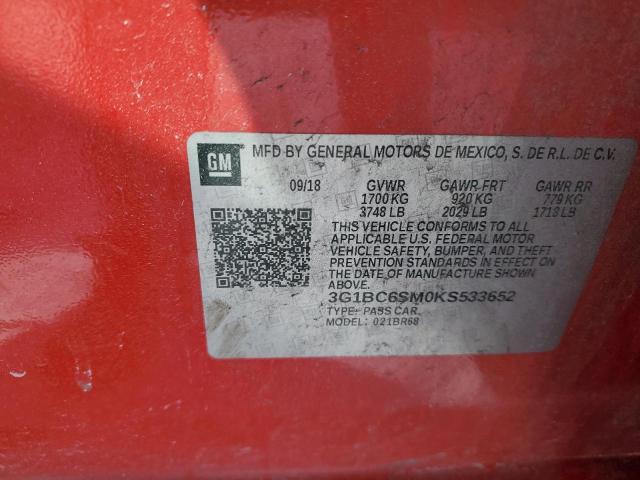 GM MFD BY GENERAL MOTORS DE MEXICO, S. DE R.L. DE C.V.
09/18 GVWR GAWR FRT GAWR RR
1700 KG 920 KG 779 KG
3748 LB 2029 LB 1718 LB
THIS VEHICLE CONFORMS TO ALL
APPLICABLE U.S. FEDERAL MOTOR
VEHICLE SAFETY, BUMPER, AND THEFT
PREVENTION STANDARDS IN EFFECT ON
THE DATE OF MANUFACTURE SHOWN
ABOVE.
3G1BC6SM0KS533652
TYPE: PASS CAR
MODEL: 021BR68